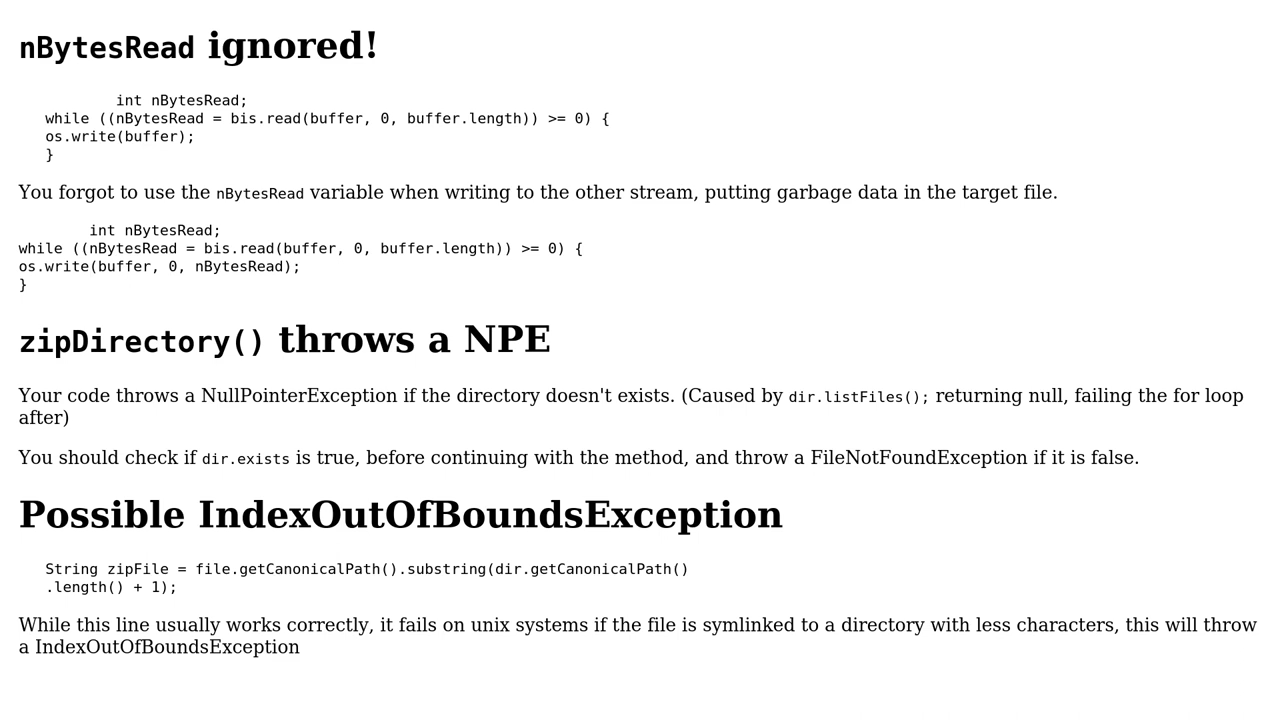 nBytesRead ignored!
int nBytesRead;
while ((nBytesRead = bis.read(buffer, 0, buffer.length)) >= 0) {
os.write(buffer);
}
You forgot to use the nBytesRead variable when writing to the other stream, putting garbage data in the target file.
int nBytesRead;
while ((nBytesRead = bis.read(buffer, 0, buffer.length)) >= 0) {
os.write(buffer, 0, nBytesRead);
}
zipDirectory() throws a NPE
Your code throws a NullPointerException if the directory doesn't exists. (Caused by dir.listFiles(); returning null, failing the for loop
after)
You should check if dir.exists is true, before continuing with the method, and throw a FileNotFoundException if it is false.
Possible IndexOutOfBoundsException
String zipFile = file.getCanonicalPath().substring(dir.getCanonicalPath()
.length() + 1);
While this line usually works correctly, it fails on unix systems if the file is symlinked to a directory with less characters, this will throw
a IndexOutOfBoundsException